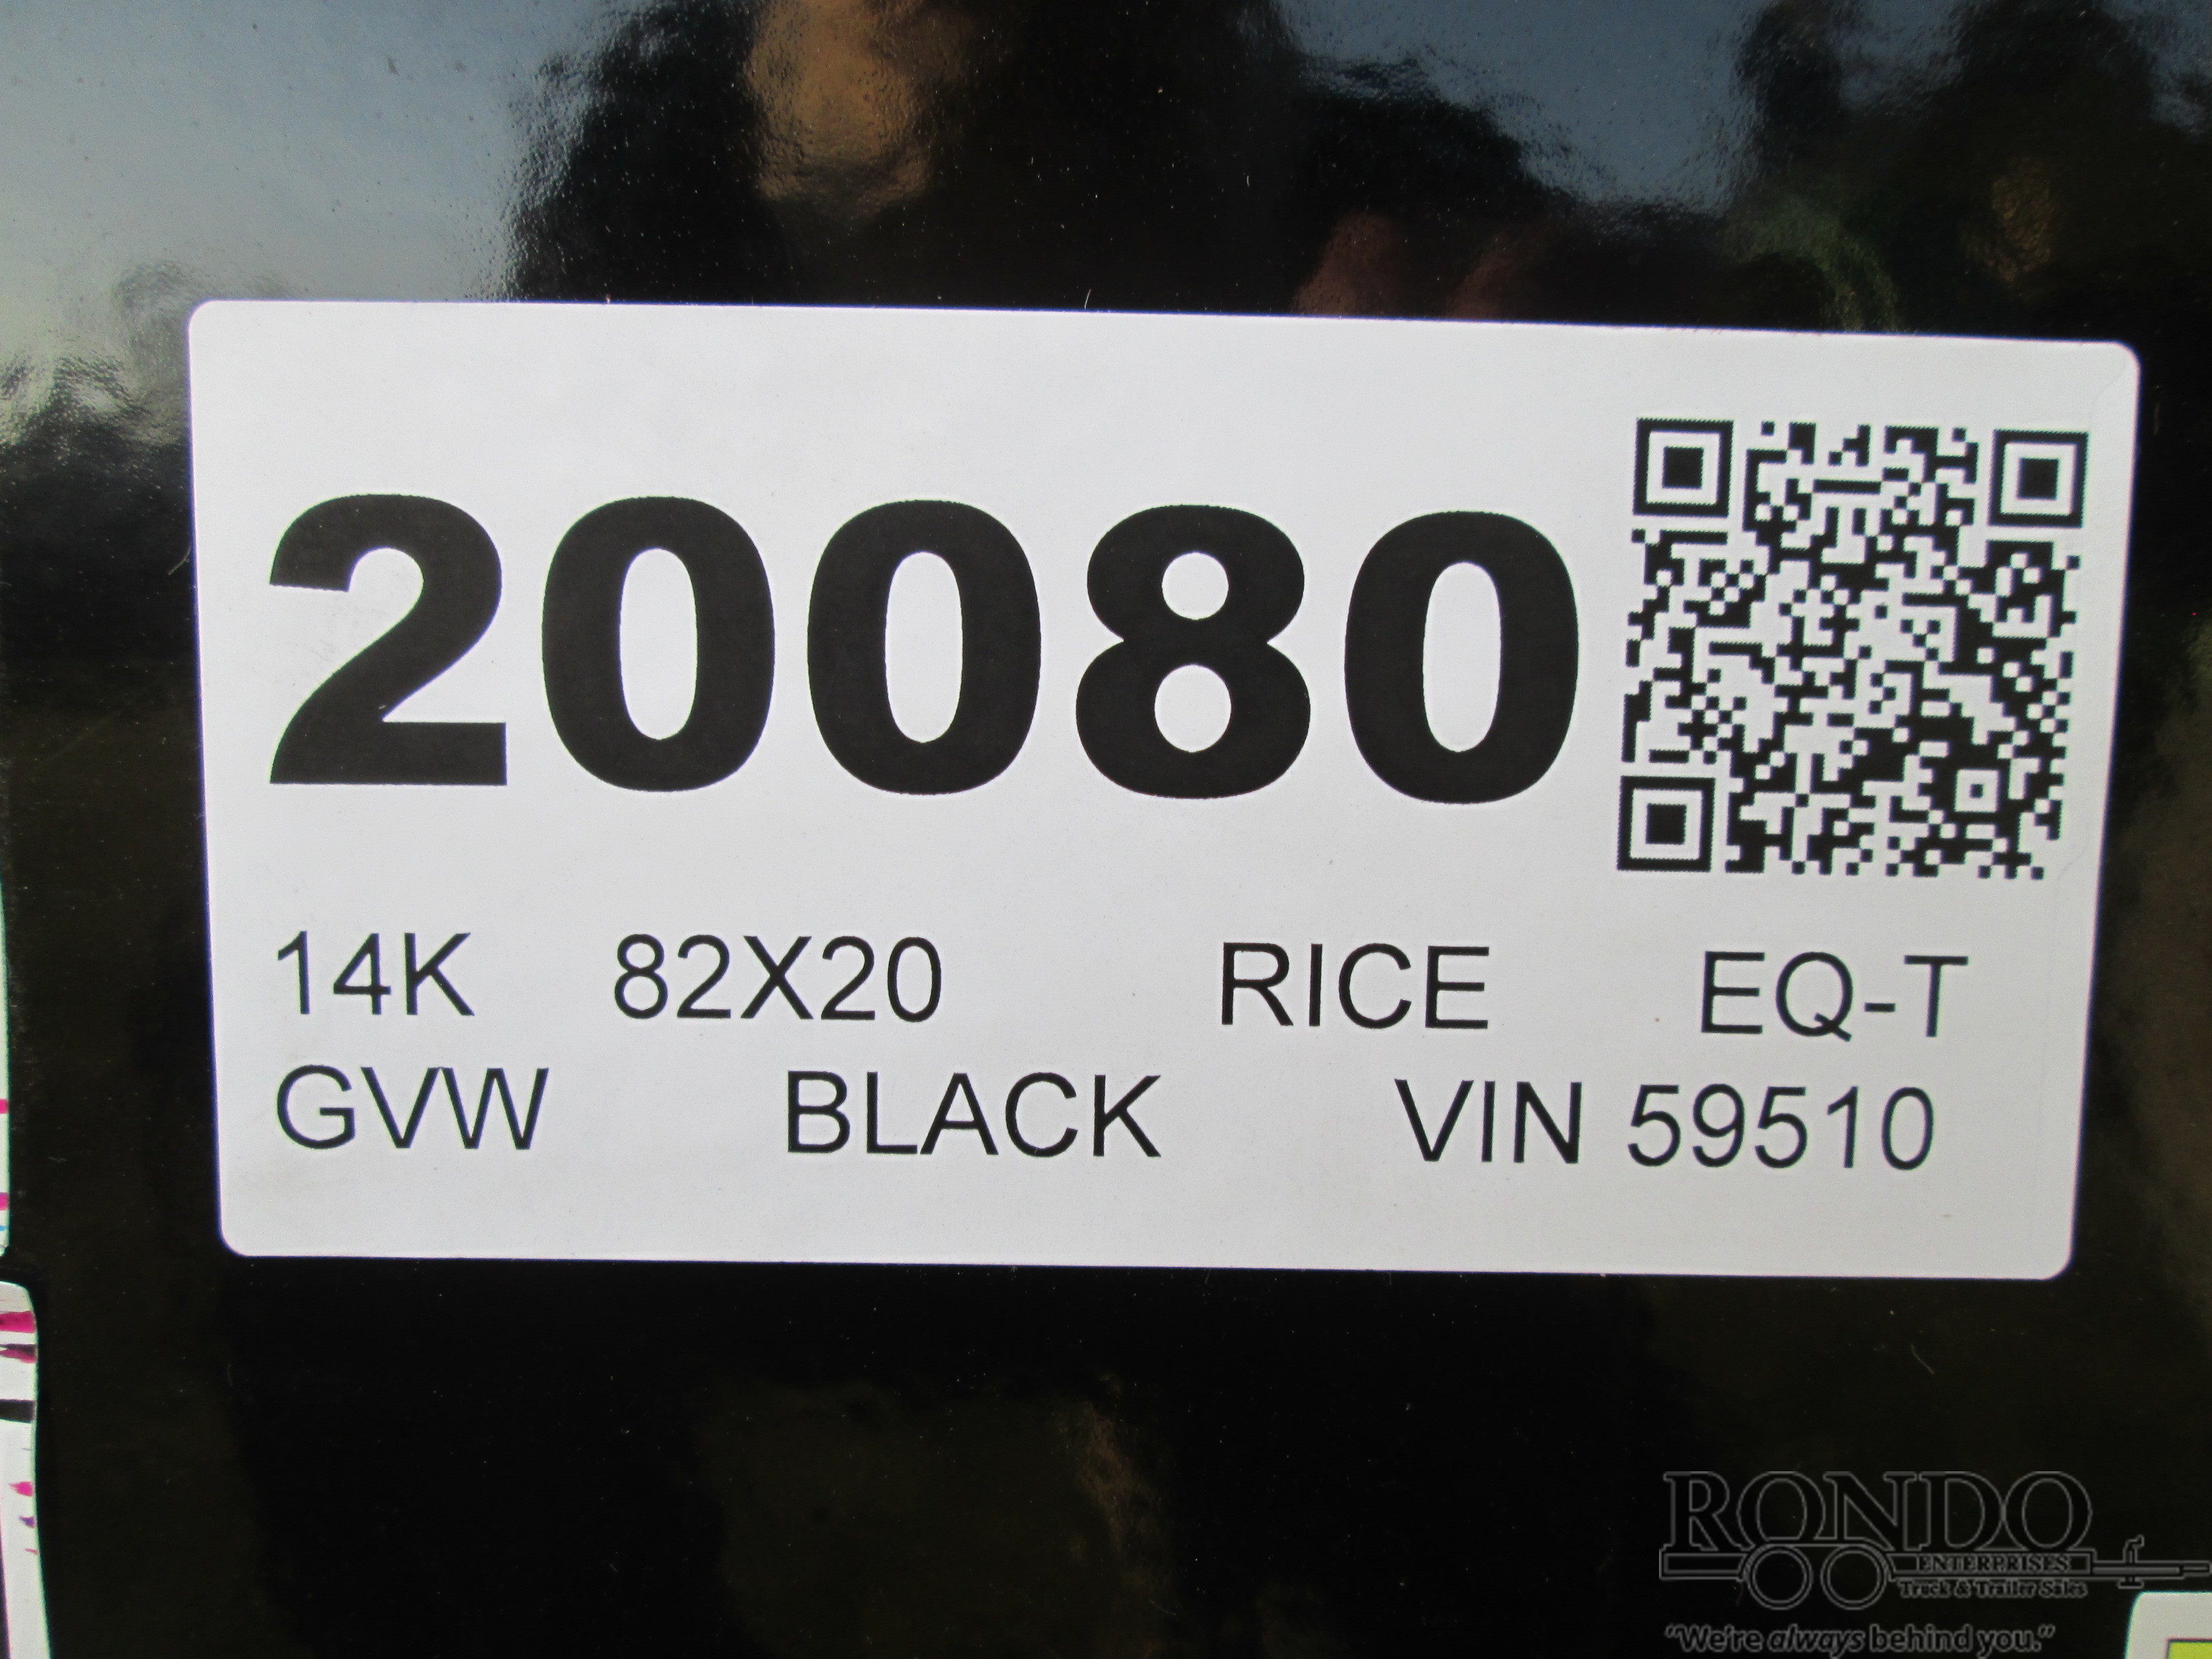 20080
14K 82X20 RICE EQ-T
GVW BLACK VIN 59510
RONDO
ENTERPRISES
Truck & Trailer Sales
"We're always behind you."